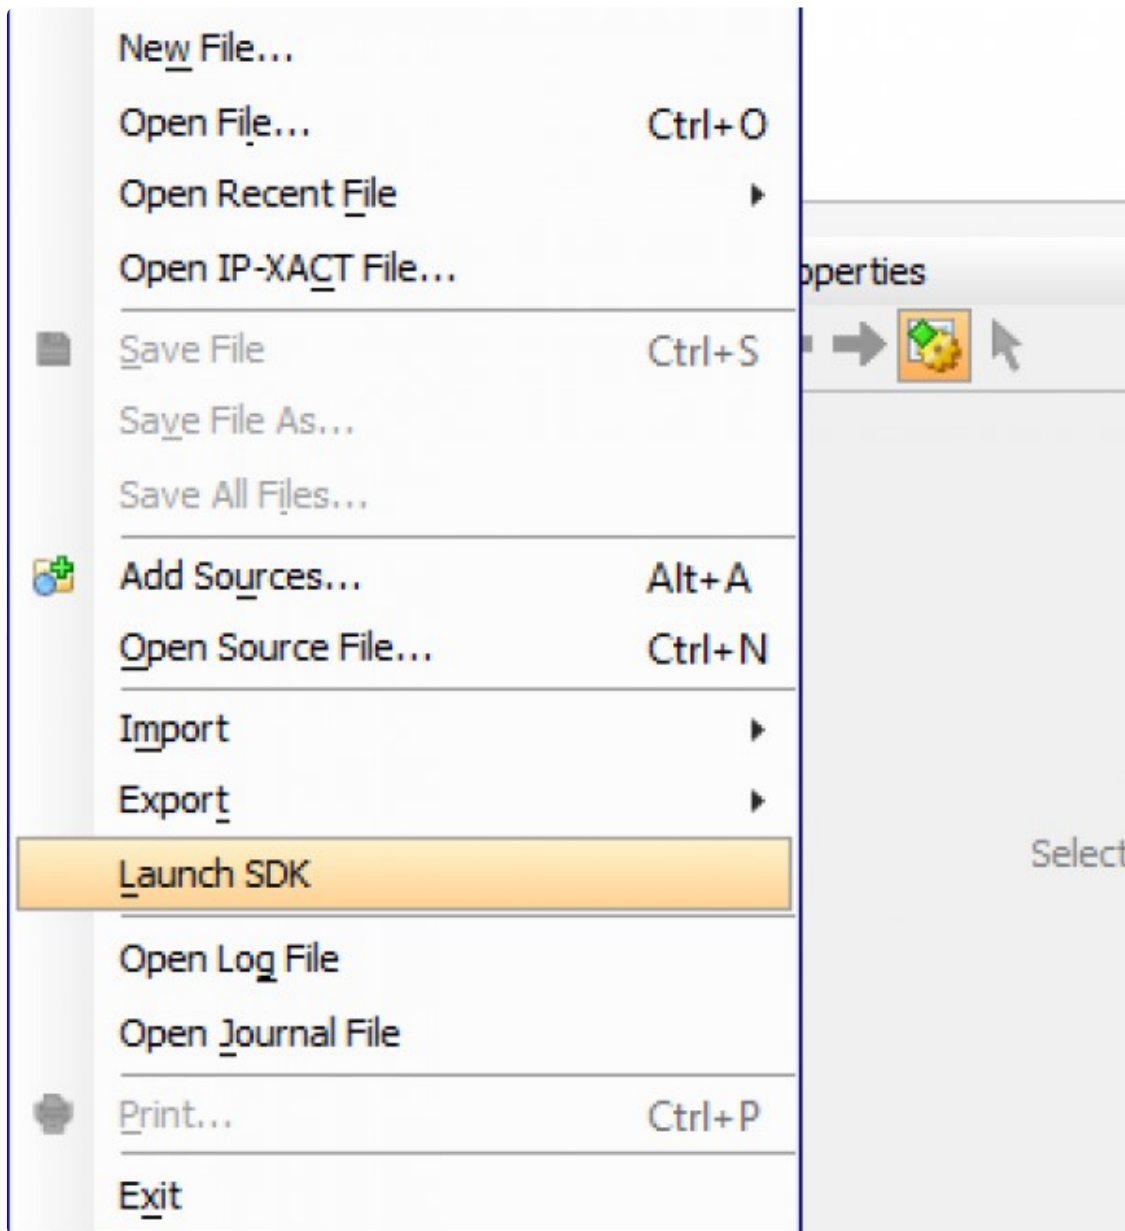 New File...
Open File... Ctrl+O
Open Recent File
Open IP-XACT File...
operties
Save File Ctrl+S
Save File As...
Save All Files...
Add Sources... Alt+A
Open Source File... Ctrl+N
Import
Export
Select
Launch SDK
Open Log File
Open Journal File
Print... Ctrl+P
Exit